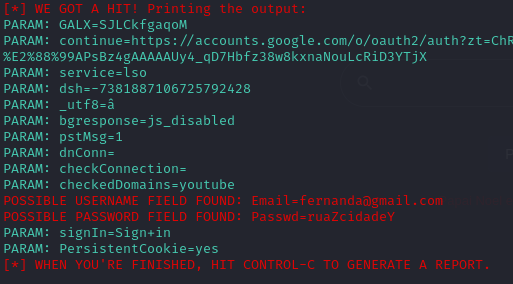 [*] WE GOT A HIT! Printing the output:
PARAM: GALX=SJLCkfgaqoM
PARAM: continue=https://accounts.google.com/o/oauth2/auth?zt=ChR
%E2%88%99APsBz4gAAAAAUy4_qD7Hbfz38w8kxnaNouLcRiD3YTjX
PARAM: service=lso
PARAM: dsh=-7381887106725792428
PARAM: _utf8=â
PARAM: bgresponse=js_disabled
PARAM: pstMsg=1
PARAM: dnConn=
PARAM: checkConnection=
PARAM: checkedDomains=youtube
POSSIBLE USERNAME FIELD FOUND: Email=fernanda@gmail.com
POSSIBLE PASSWORD FIELD FOUND: Passwd=ruaZcidadeY
PARAM: signIn=Sign+in
PARAM: PersistentCookie=yes
[*] WHEN YOU'RE FINISHED, HIT CONTROL-C TO GENERATE A REPORT.